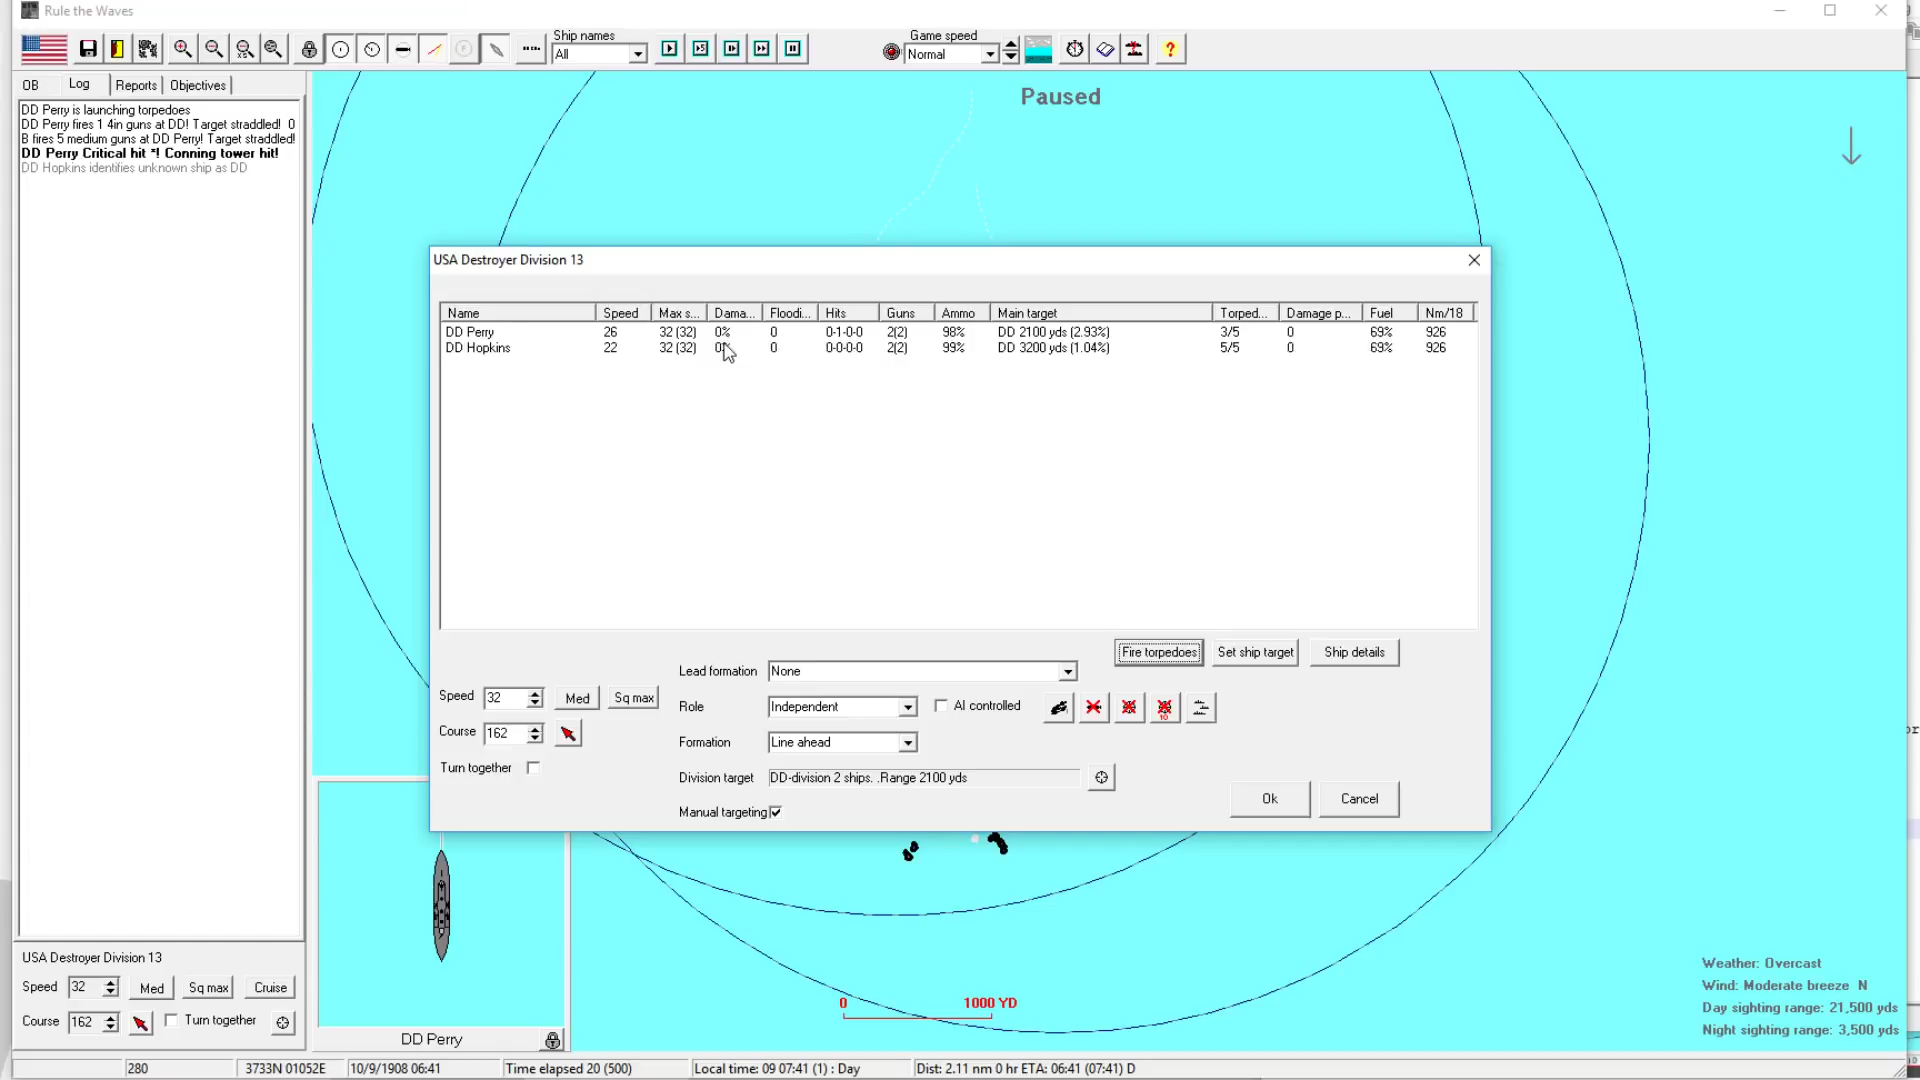 Rule the Waves
Ship names
All
Game speed
Normal
?
OB
Log
Reports
Objectives
DD Perry is launching torpedoes
DD Perry fires 1 4in guns at DD! Target straddled! 0
B fires 5 medium guns at DD Perry! Target straddled!
DD Perry Critical hit *! Conning tower hit!
DD Hopkins identifies unknown ship as DD
Paused
USA Destroyer Division 13
Name Speed Max s... Dama... Floodi... Hits Guns Ammo Main target Torped... Damage p... Fuel Nm/18
DD Perry 26 32 (32) 0% 0 0-1-0-0 2(2) 98% DD 2100 yds (2.93%) 3/5 0 69% 926
DD Hopkins 22 32 (32) 0% 0 0-0-0-0 2(2) 99% DD 3200 yds (1.04%) 5/5 0 69% 926
Fire torpedoes
Set ship target
Ship details
Lead formation None
Speed 32 Med Sq max
Role Independent
AI controlled
10
Course 162
Formation Line ahead
Turn together
Division target DD-division 2 ships. .Range 2100 yds
Manual targeting
Ok
Cancel
USA Destroyer Division 13
Speed 32 Med Sq max Cruise
Course 162 Turn together
DD Perry
0 1000 YD
Weather: Overcast
Wind: Moderate breeze N
Day sighting range: 21,500 yds
Night sighting range: 3,500 yds
280
3733N 01052E
10/9/1908 06:41
Time elapsed 20 (500)
Local time: 09 07:41 (1) : Day
Dist: 2.11 nm 0 hr ETA: 06:41 (07:41) D